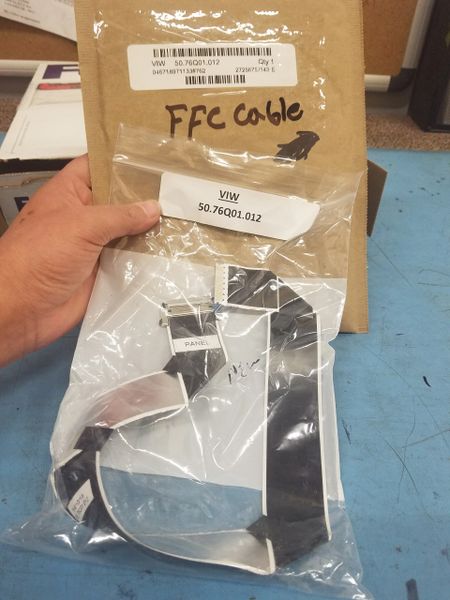 VIW 50.76Q01.012 Qty 1
FFC Cable
VIW
50.76Q01.012
PANEL